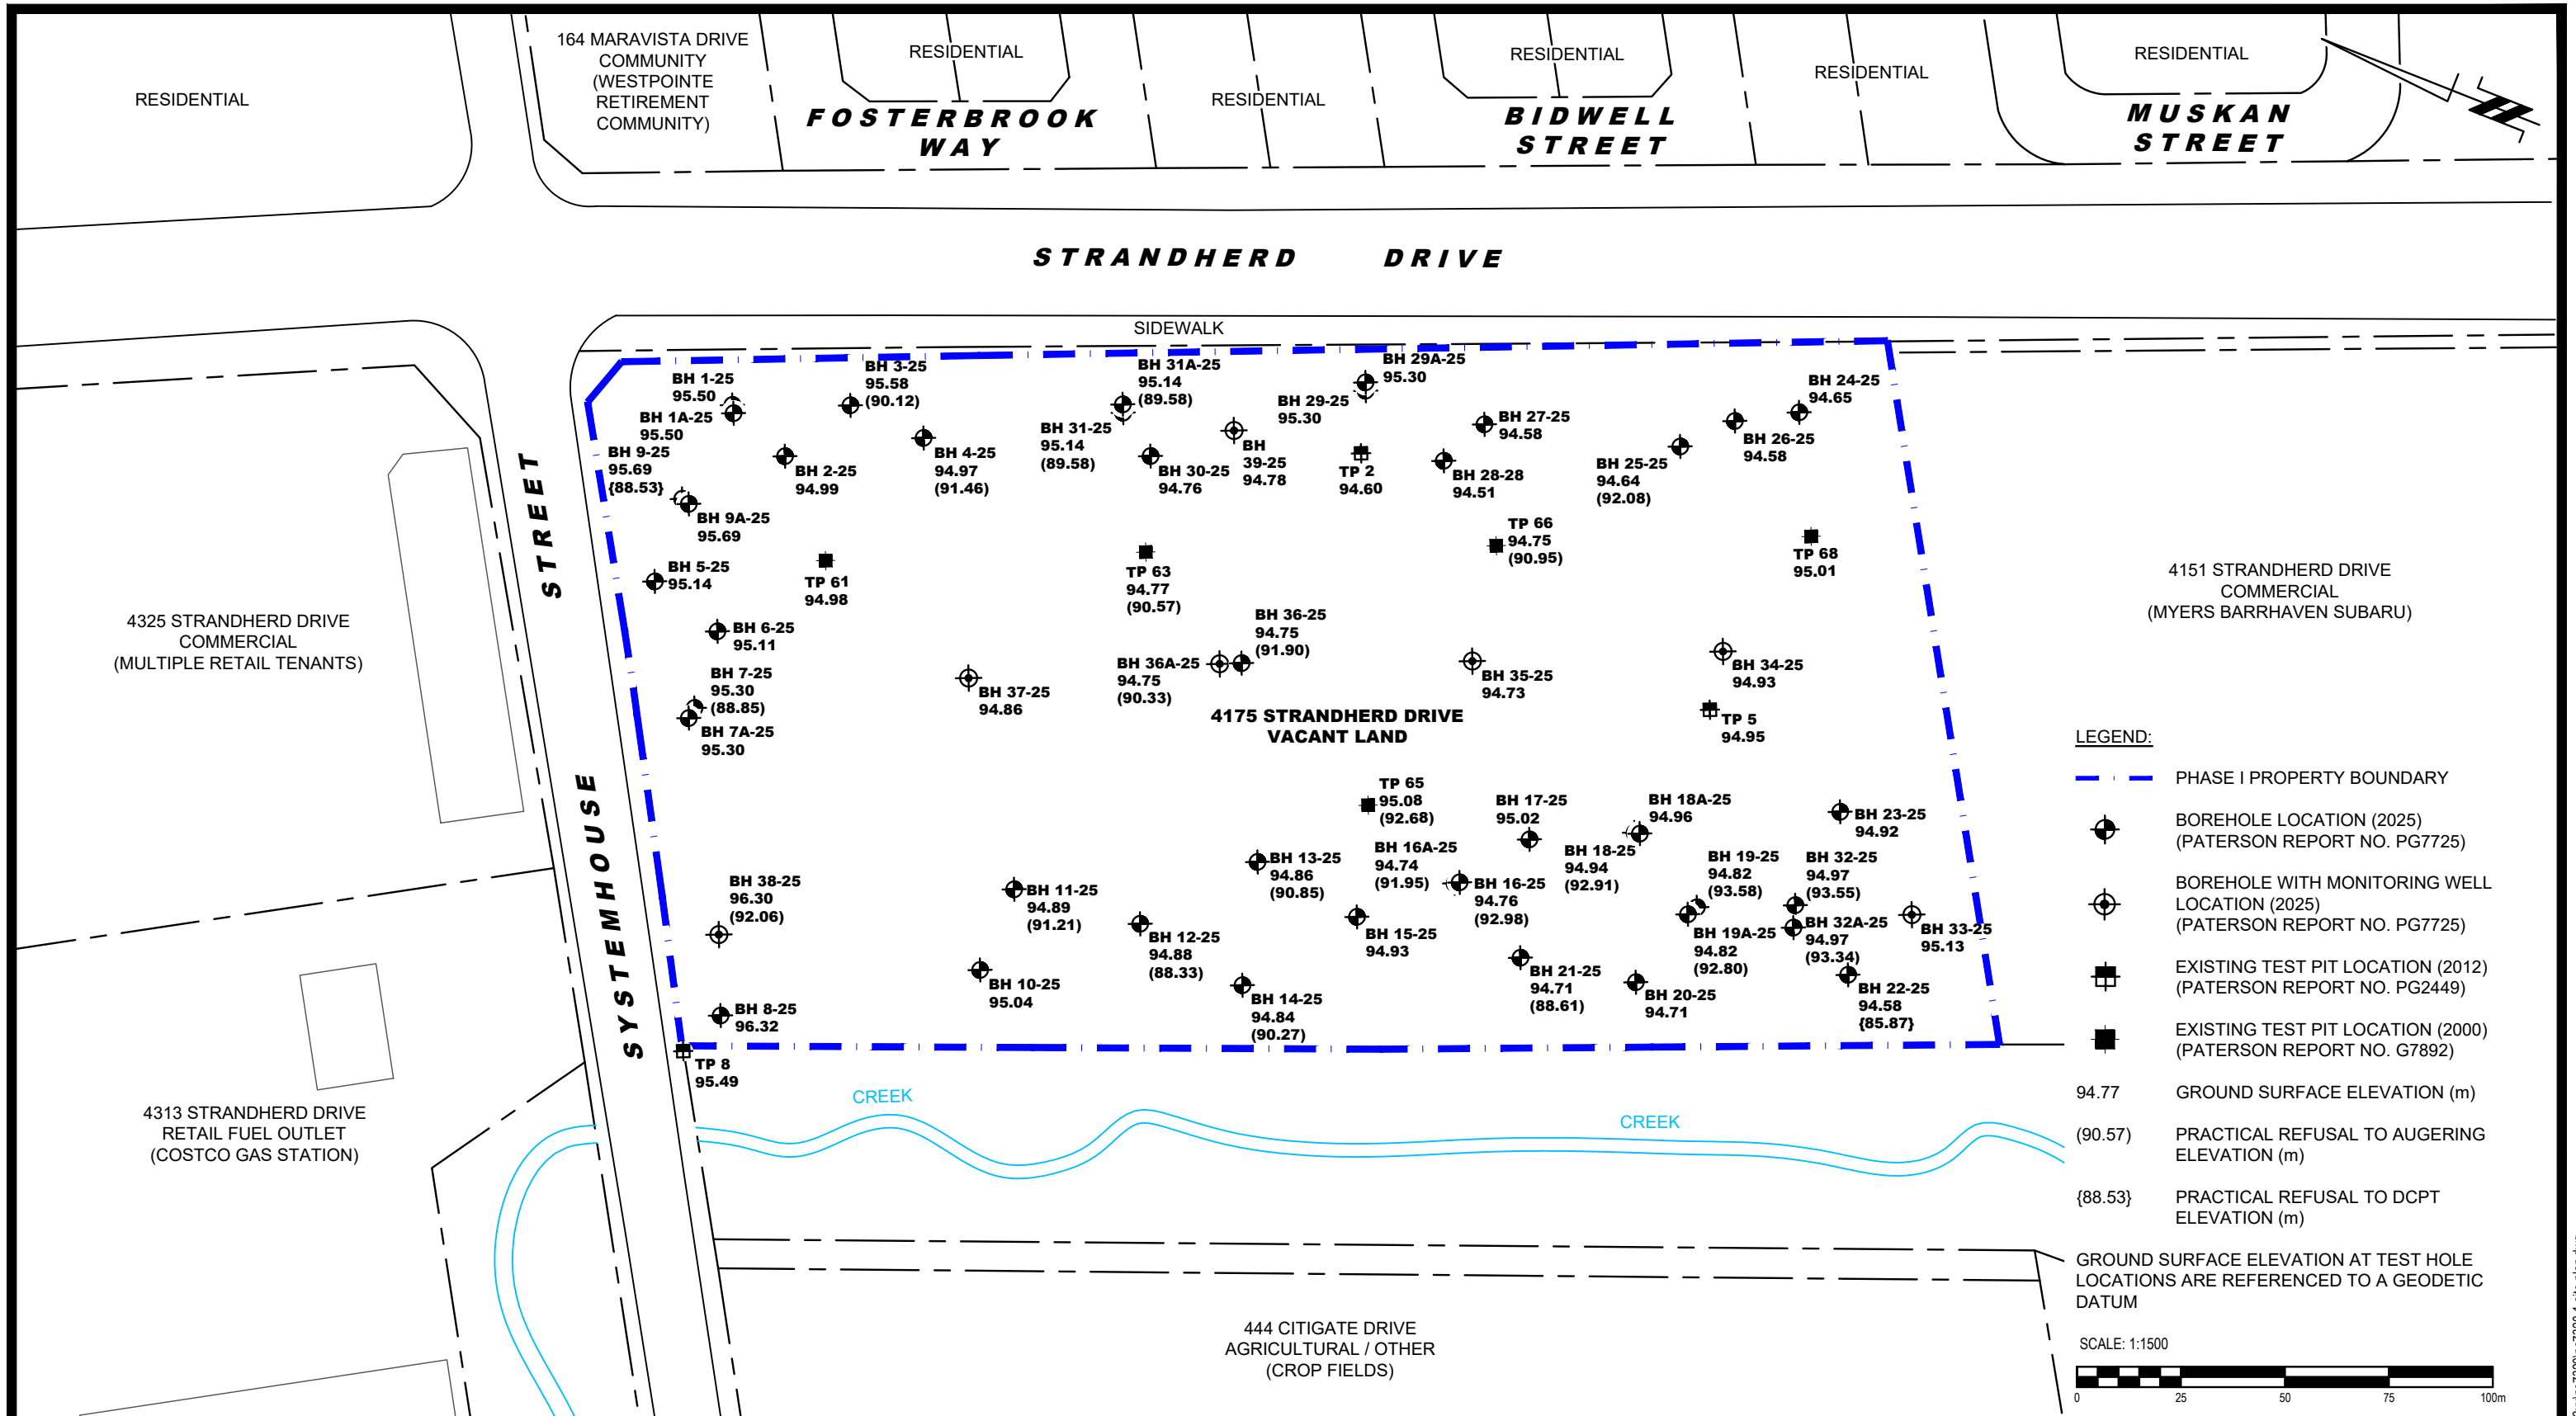 RESIDENTIAL
164 MARAVISTA DRIVE
COMMUNITY
(WESTPOINTE
RETIREMENT
COMMUNITY)
RESIDENTIAL
FOSTERBROOK
WAY
RESIDENTIAL
RESIDENTIAL
BIDWELL
STREET
RESIDENTIAL
RESIDENTIAL
MUSKAN
STREET
STRANDHERD DRIVE
SIDEWALK
BH 1-25
95.50
BH 1A-25
95.50
BH 9-25
95.69
{88.53}
BH 9A-25
95.69
BH 2-25
94.99
BH 3-25
95.58
(90.12)
BH 4-25
94.97
(91.46)
BH 31A-25
95.14
(89.58)
BH 31-25
95.14
(89.58)
BH 30-25
94.76
BH
39-25
94.78
BH 29A-25
95.30
BH 29-25
95.30
TP 2
94.60
BH 27-25
94.58
BH 28-28
94.51
BH 24-25
94.65
BH 26-25
94.58
BH 25-25
94.64
(92.08)
BH 5-25
95.14
TP 61
94.98
TP 63
94.77
(90.57)
TP 66
94.75
(90.95)
TP 68
95.01
BH 6-25
95.11
BH 7-25
95.30
(88.85)
BH 7A-25
95.30
BH 37-25
94.86
BH 36A-25
94.75
(90.33)
BH 36-25
94.75
(91.90)
BH 35-25
94.73
BH 34-25
94.93
TP 5
94.95
4175 STRANDHERD DRIVE
VACANT LAND
TP 65
95.08
(92.68)
BH 17-25
95.02
BH 18A-25
94.96
BH 18-25
94.94
(92.91)
BH 23-25
94.92
BH 13-25
94.86
(90.85)
BH 16A-25
94.74
(91.95)
BH 16-25
94.76
(92.98)
BH 19-25
94.82
(93.58)
BH 32-25
94.97
(93.55)
BH 38-25
96.30
(92.06)
BH 11-25
94.89
(91.21)
BH 12-25
94.88
(88.33)
BH 15-25
94.93
BH 19A-25
94.82
(92.80)
BH 32A-25
94.97
(93.34)
BH 33-25
95.13
BH 10-25
95.04
BH 14-25
94.84
(90.27)
BH 21-25
94.71
(88.61)
BH 20-25
94.71
BH 22-25
94.58
{85.87}
BH 8-25
96.32
TP 8
95.49
SYSTEMHOUSE STREET
4325 STRANDHERD DRIVE
COMMERCIAL
(MULTIPLE RETAIL TENANTS)
4313 STRANDHERD DRIVE
RETAIL FUEL OUTLET
(COSTCO GAS STATION)
4151 STRANDHERD DRIVE
COMMERCIAL
(MYERS BARRHAVEN SUBARU)
CREEK
CREEK
444 CITIGATE DRIVE
AGRICULTURAL / OTHER
(CROP FIELDS)
LEGEND:
PHASE I PROPERTY BOUNDARY
BOREHOLE LOCATION (2025)
(PATERSON REPORT NO. PG7725)
BOREHOLE WITH MONITORING WELL
LOCATION (2025)
(PATERSON REPORT NO. PG7725)
EXISTING TEST PIT LOCATION (2012)
(PATERSON REPORT NO. PG2449)
EXISTING TEST PIT LOCATION (2000)
(PATERSON REPORT NO. G7892)
94.77 GROUND SURFACE ELEVATION (m)
(90.57) PRACTICAL REFUSAL TO AUGERING
ELEVATION (m)
{88.53} PRACTICAL REFUSAL TO DCPT
ELEVATION (m)
GROUND SURFACE ELEVATION AT TEST HOLE
LOCATIONS ARE REFERENCED TO A GEODETIC
DATUM
SCALE: 1:1500
0 25 50 75 100m